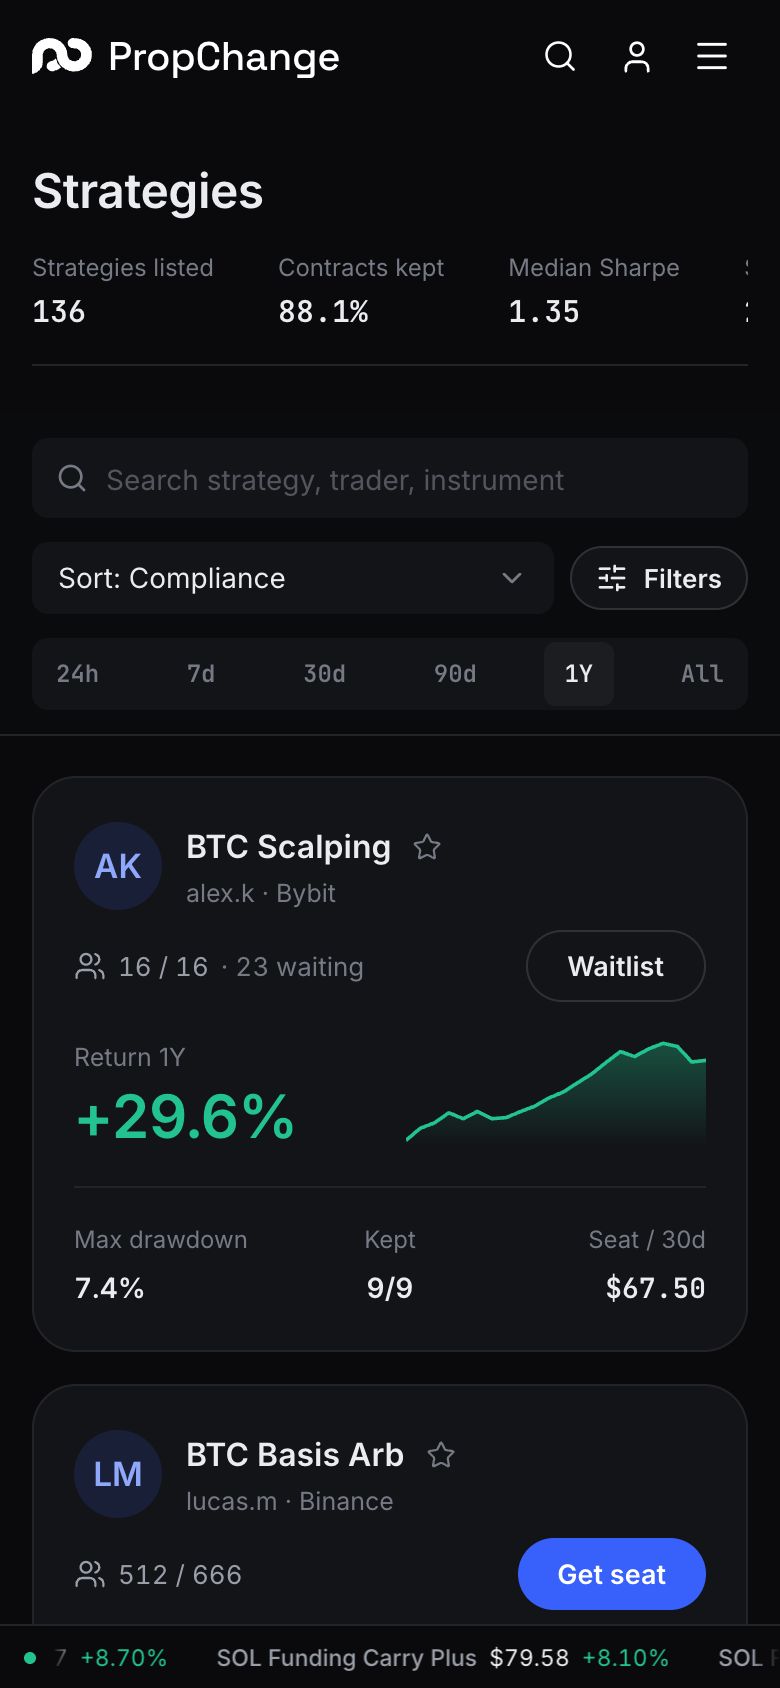 PropChange
Strategies
Strategies listed Contracts kept Median Sharpe
136 88.1% 1.35
Search strategy, trader, instrument
Sort: Compliance Filters
24h 7d 30d 90d 1Y All
AK BTC Scalping
alex.k · Bybit
16 / 16 · 23 waiting Waitlist
Return 1Y
+29.6%
Max drawdown Kept Seat / 30d
7.4% 9/9 $67.50
LM BTC Basis Arb
lucas.m · Binance
512 / 666 Get seat
7 +8.70% SOL Funding Carry Plus $79.58 +8.10% SOL